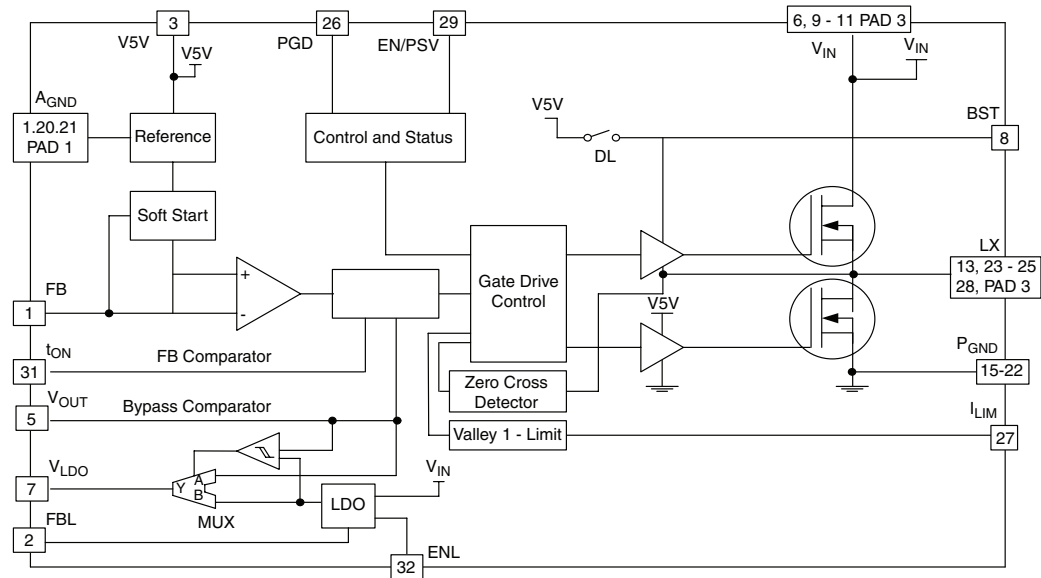 3
26
29
6, 9 - 11 PAD 3
V5V
PGD
EN/PSV
VIN
VIN
V5V
AGND
V5V
BST
1.20.21
PAD 1
Reference
Control and Status
8
DL
Soft Start
LX
13, 23 - 25
28, PAD 3
Gate Drive
Control
+
-
FB
1
V5V
tON
FB Comparator
31
PGND
15-22
Zero Cross
Detector
VOUT
Bypass Comparator
5
ILIM
Valley 1 - Limit
27
VLDO
7
VIN
Y
A
B
LDO
MUX
FBL
2
ENL
32